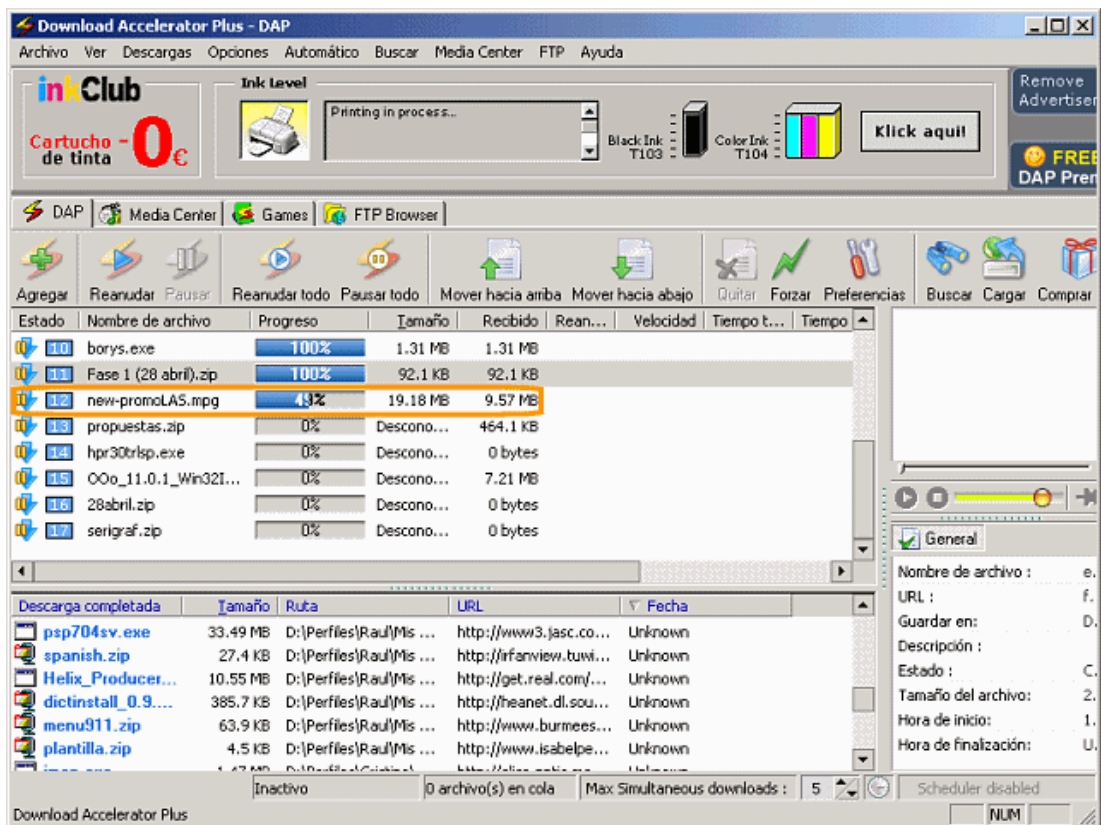 Download Accelerator Plus - DAP
Archivo Ver Descargas Opciones Automático Buscar Media Center FTP Ayuda
inkClub
Cartucho - 0€
de tinta
Ink Level
Printing in process...
Black Ink
T103
Color Ink
T104
Klick aqui!
Remove
Advertiser
FREE
DAP Prem
DAP Media Center Games FTP Browser
Agregar Reanudar Pausar Reanudar todo Pausar todo Mover hacia arriba Mover hacia abajo Quitar Forzar Preferencias Buscar Cargar Comprar
Estado Nombre de archivo Progreso Tamaño Recibido Rean... Velocidad Tiempo t... Tiempo
10 borys.exe 100% 1.31 MB 1.31 MB
11 Fase 1 (28 abril).zip 100% 92.1 KB 92.1 KB
12 new-promoLAS.mpg 49% 19.18 MB 9.57 MB
13 propuestas.zip 0% Descono... 464.1 KB
14 hpr30trlsp.exe 0% Descono... 0 bytes
15 OOo_11.0.1_Win32I... 0% Descono... 7.21 MB
16 28abril.zip 0% Descono... 0 bytes
17 serigraf.zip 0% Descono... 0 bytes
General
Nombre de archivo : e.
URL : f.
Guardar en: D.
Descripción :
Estado : C.
Tamaño del archivo: 2.
Hora de inicio: 1.
Hora de finalización: U.
Descarga completada Tamaño Ruta URL Fecha
psp704sv.exe 33.49 MB D:\Perfiles\Raul\Mis ... http://www3.jasc.co... Unknown
spanish.zip 27.4 KB D:\Perfiles\Raul\Mis ... http://irfanview.tuwi... Unknown
Helix_Producer... 10.55 MB D:\Perfiles\Raul\Mis ... http://get.real.com/... Unknown
dictinstall_0.9.... 385.7 KB D:\Perfiles\Raul\Mis ... http://heanet.dl.sou... Unknown
menu911.zip 63.9 KB D:\Perfiles\Raul\Mis ... http://www.burmees... Unknown
plantilla.zip 4.5 KB D:\Perfiles\Raul\Mis ... http://www.isabelpe... Unknown
Inactivo 0 archivo(s) en cola Max Simultaneous downloads : 5 Scheduler disabled
Download Accelerator Plus NUM